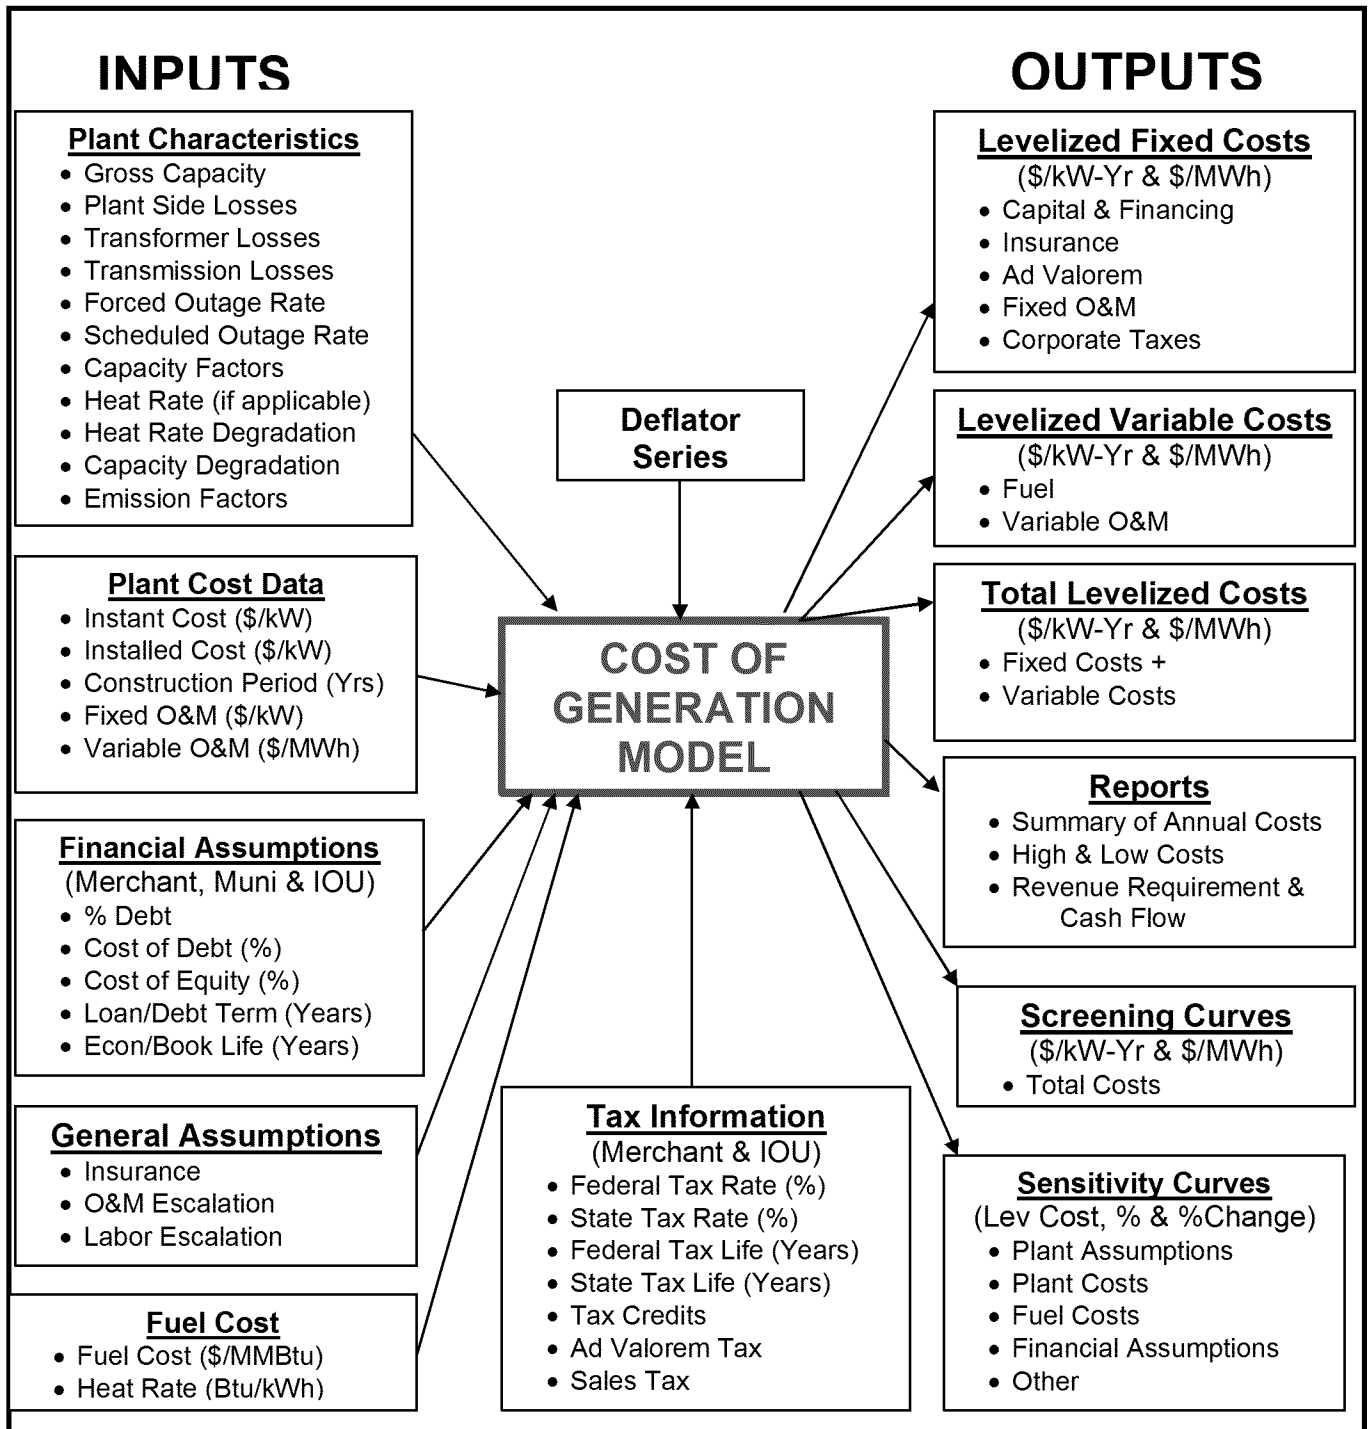 INPUTS
Plant Characteristics
• Gross Capacity
• Plant Side Losses
• Transformer Losses
• Transmission Losses
• Forced Outage Rate
• Scheduled Outage Rate
• Capacity Factors
• Heat Rate (if applicable)
• Heat Rate Degradation
• Capacity Degradation
• Emission Factors
Plant Cost Data
• Instant Cost ($/kW)
• Installed Cost ($/kW)
• Construction Period (Yrs)
• Fixed O&M ($/kW)
• Variable O&M ($/MWh)
Financial Assumptions
(Merchant, Muni & IOU)
• % Debt
• Cost of Debt (%)
• Cost of Equity (%)
• Loan/Debt Term (Years)
• Econ/Book Life (Years)
General Assumptions
• Insurance
• O&M Escalation
• Labor Escalation
Fuel Cost
• Fuel Cost ($/MMBtu)
• Heat Rate (Btu/kWh)
Deflator
Series
COST OF
GENERATION
MODEL
Tax Information
(Merchant & IOU)
• Federal Tax Rate (%)
• State Tax Rate (%)
• Federal Tax Life (Years)
• State Tax Life (Years)
• Tax Credits
• Ad Valorem Tax
• Sales Tax
OUTPUTS
Levelized Fixed Costs
($/kW-Yr & $/MWh)
• Capital & Financing
• Insurance
• Ad Valorem
• Fixed O&M
• Corporate Taxes
Levelized Variable Costs
($/kW-Yr & $/MWh)
• Fuel
• Variable O&M
Total Levelized Costs
($/kW-Yr & $/MWh)
• Fixed Costs +
• Variable Costs
Reports
• Summary of Annual Costs
• High & Low Costs
• Revenue Requirement &
Cash Flow
Screening Curves
($/kW-Yr & $/MWh)
• Total Costs
Sensitivity Curves
(Lev Cost, % & %Change)
• Plant Assumptions
• Plant Costs
• Fuel Costs
• Financial Assumptions
• Other